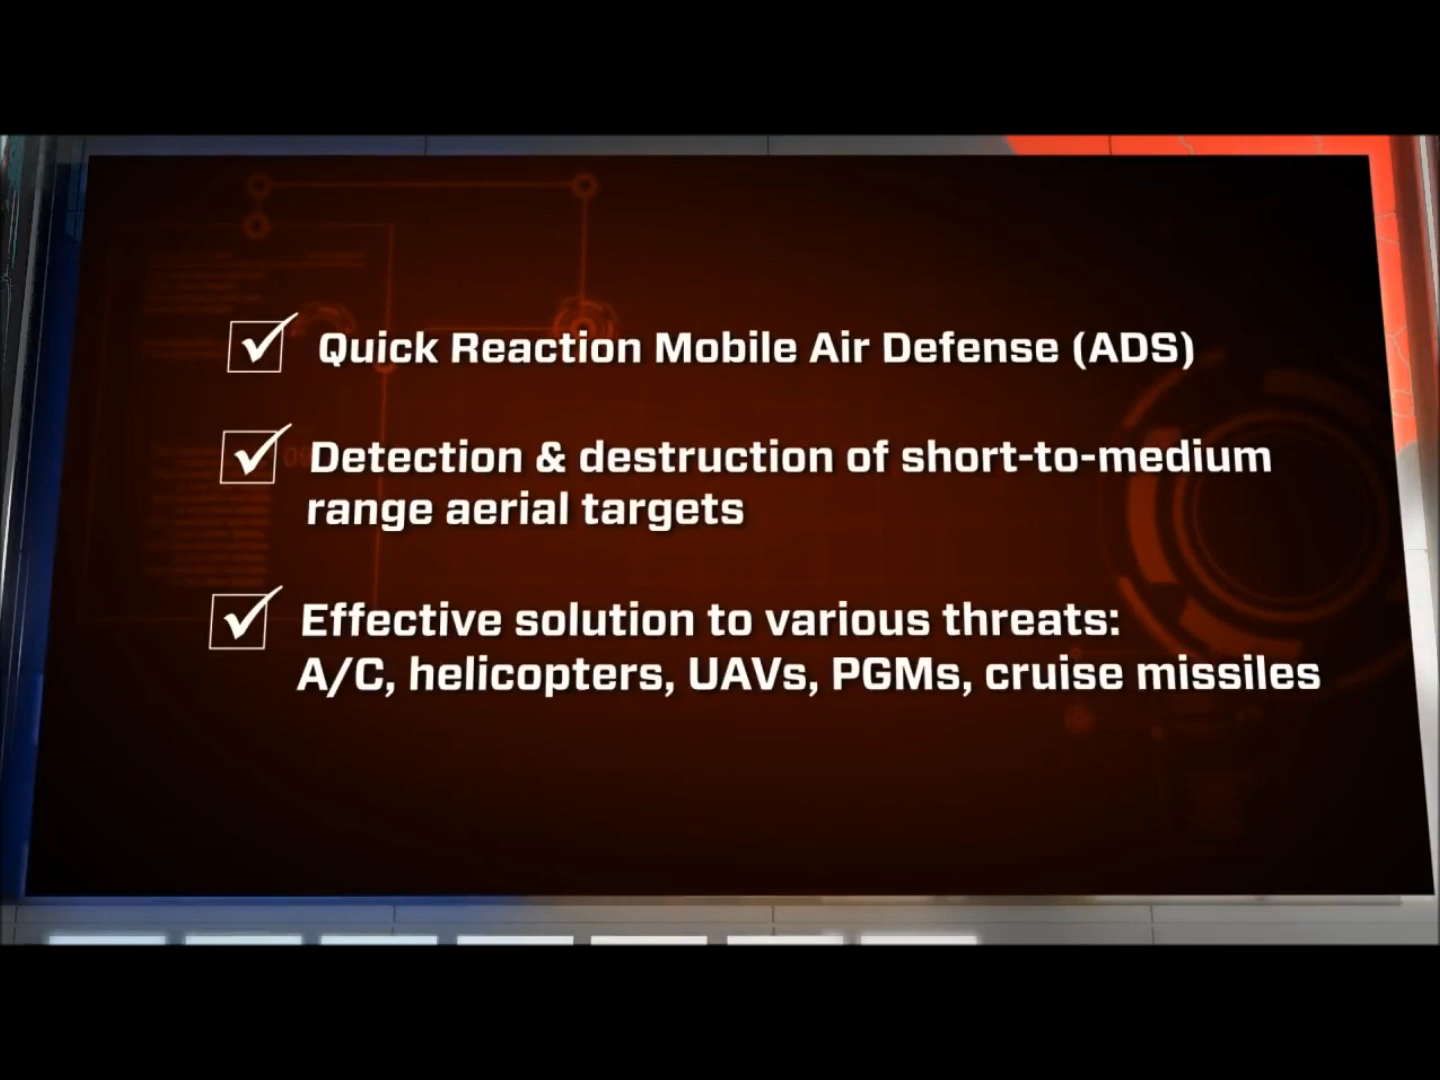 Quick Reaction Mobile Air Defense (ADS)
Detection & destruction of short-to-medium
range aerial targets
Effective solution to various threats:
A/C, helicopters, UAVs, PGMs, cruise missiles